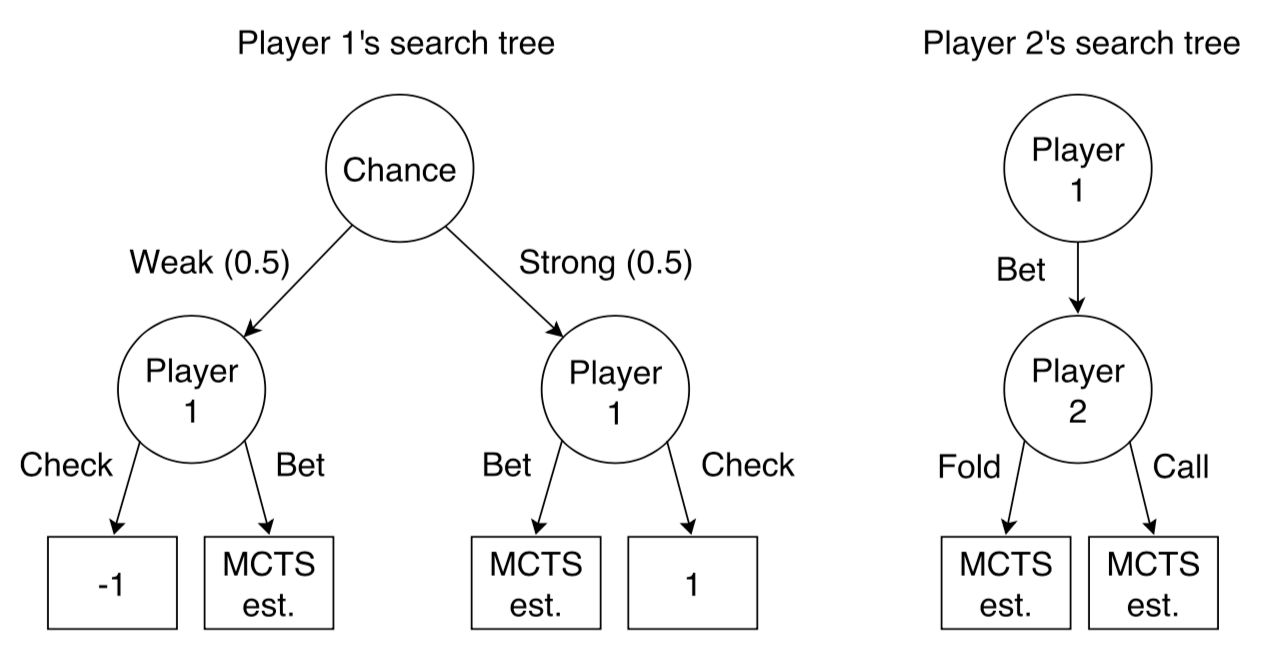 Player 1's search tree
Player 2's search tree
Chance
Player
1
Weak (0.5)
Strong (0.5)
Bet
Player
1
Player
1
Player
2
Check
Bet
Bet
Check
Fold
Call
-1
MCTS
est.
MCTS
est.
1
MCTS
est.
MCTS
est.